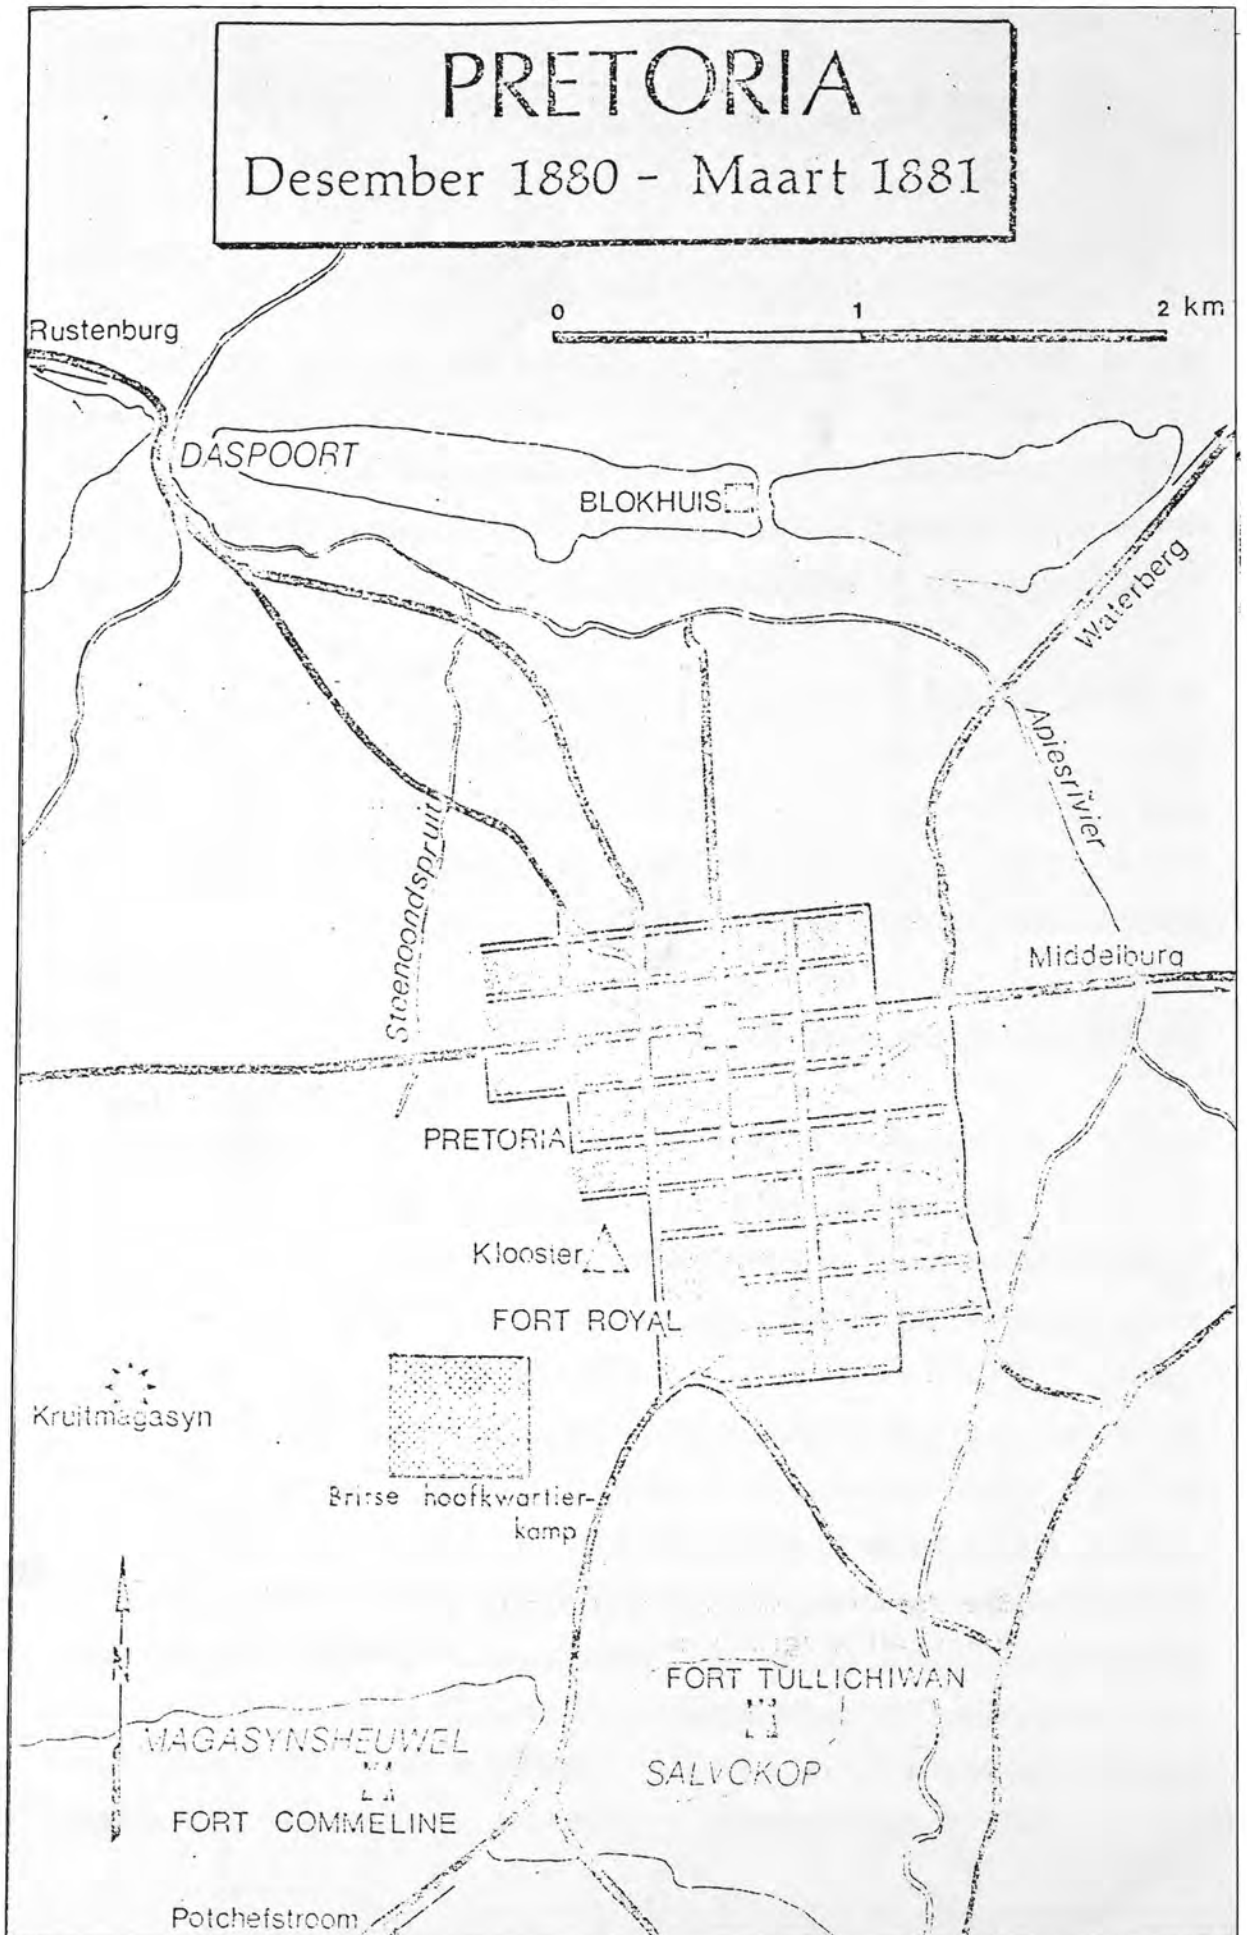 PRETORIA
Desember 1880 - Maart 1881
0 1 2 km
Rustenburg
DASPOORT
BLOKHUIS
Waterberg
Apiesrivier
Steenoondspruit
Middelburg
PRETORIA
Klooster
FORT ROYAL
Kruitmagasyn
Britse hoofkwartier-
kamp
N
FORT TULLICHIWAN
MAGASYNSHEUWEL
SALVOKOP
FORT COMMELINE
Potchefstroom